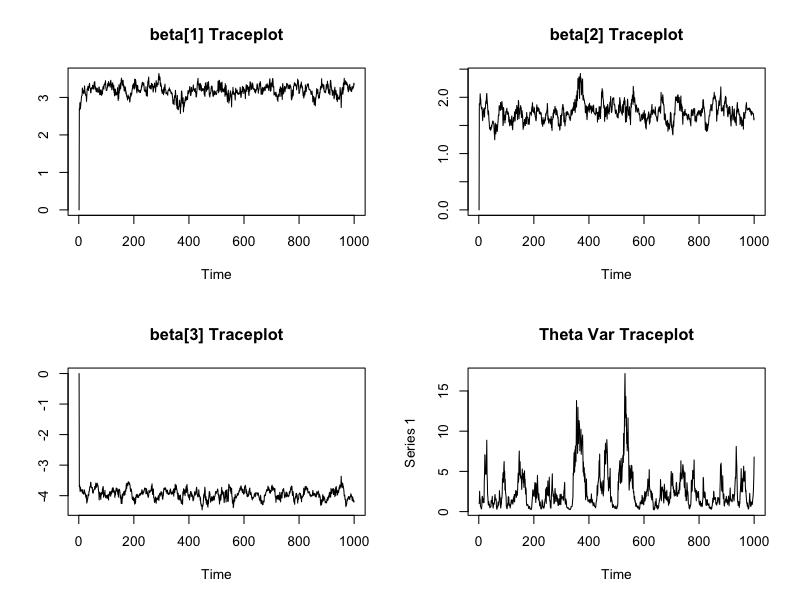 beta[1] Traceplot
3
2
1
0
0 200 400 600 800 1000
Time
beta[2] Traceplot
2.0
1.0
0.0
0 200 400 600 800 1000
Time
beta[3] Traceplot
0
-1
-2
-3
-4
0 200 400 600 800 1000
Time
Theta Var Traceplot
Series 1
15
10
5
0
0 200 400 600 800 1000
Time